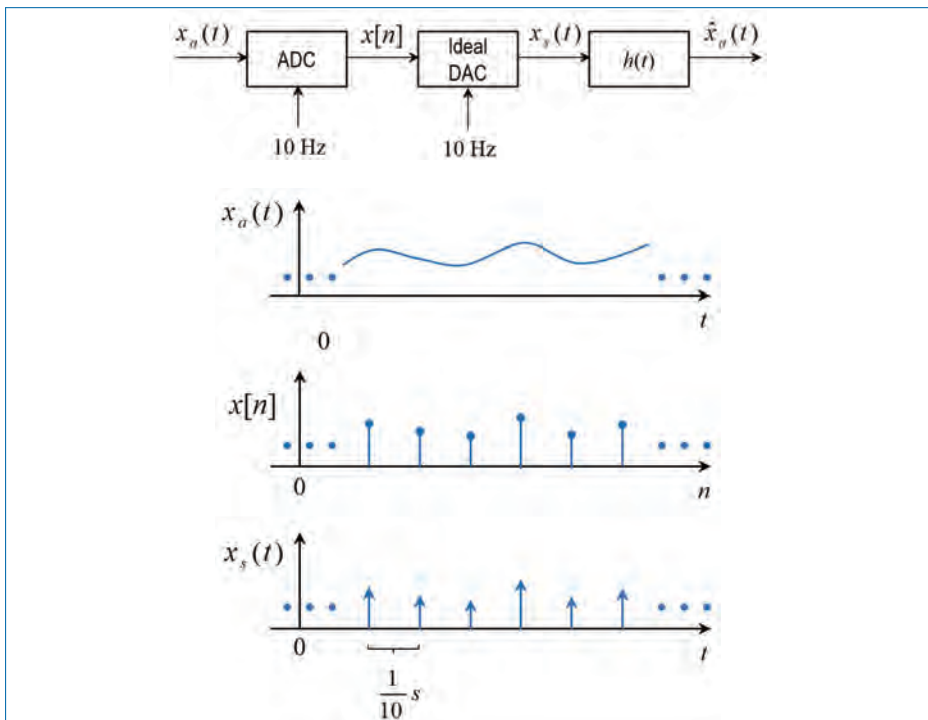 x_a(t) x[n] x_s(t) x̂_a(t)
ADC Ideal DAC h(t)
10 Hz 10 Hz
x_a(t)
t
0
x[n]
0 n
x_s(t)
0 t
1/10 s